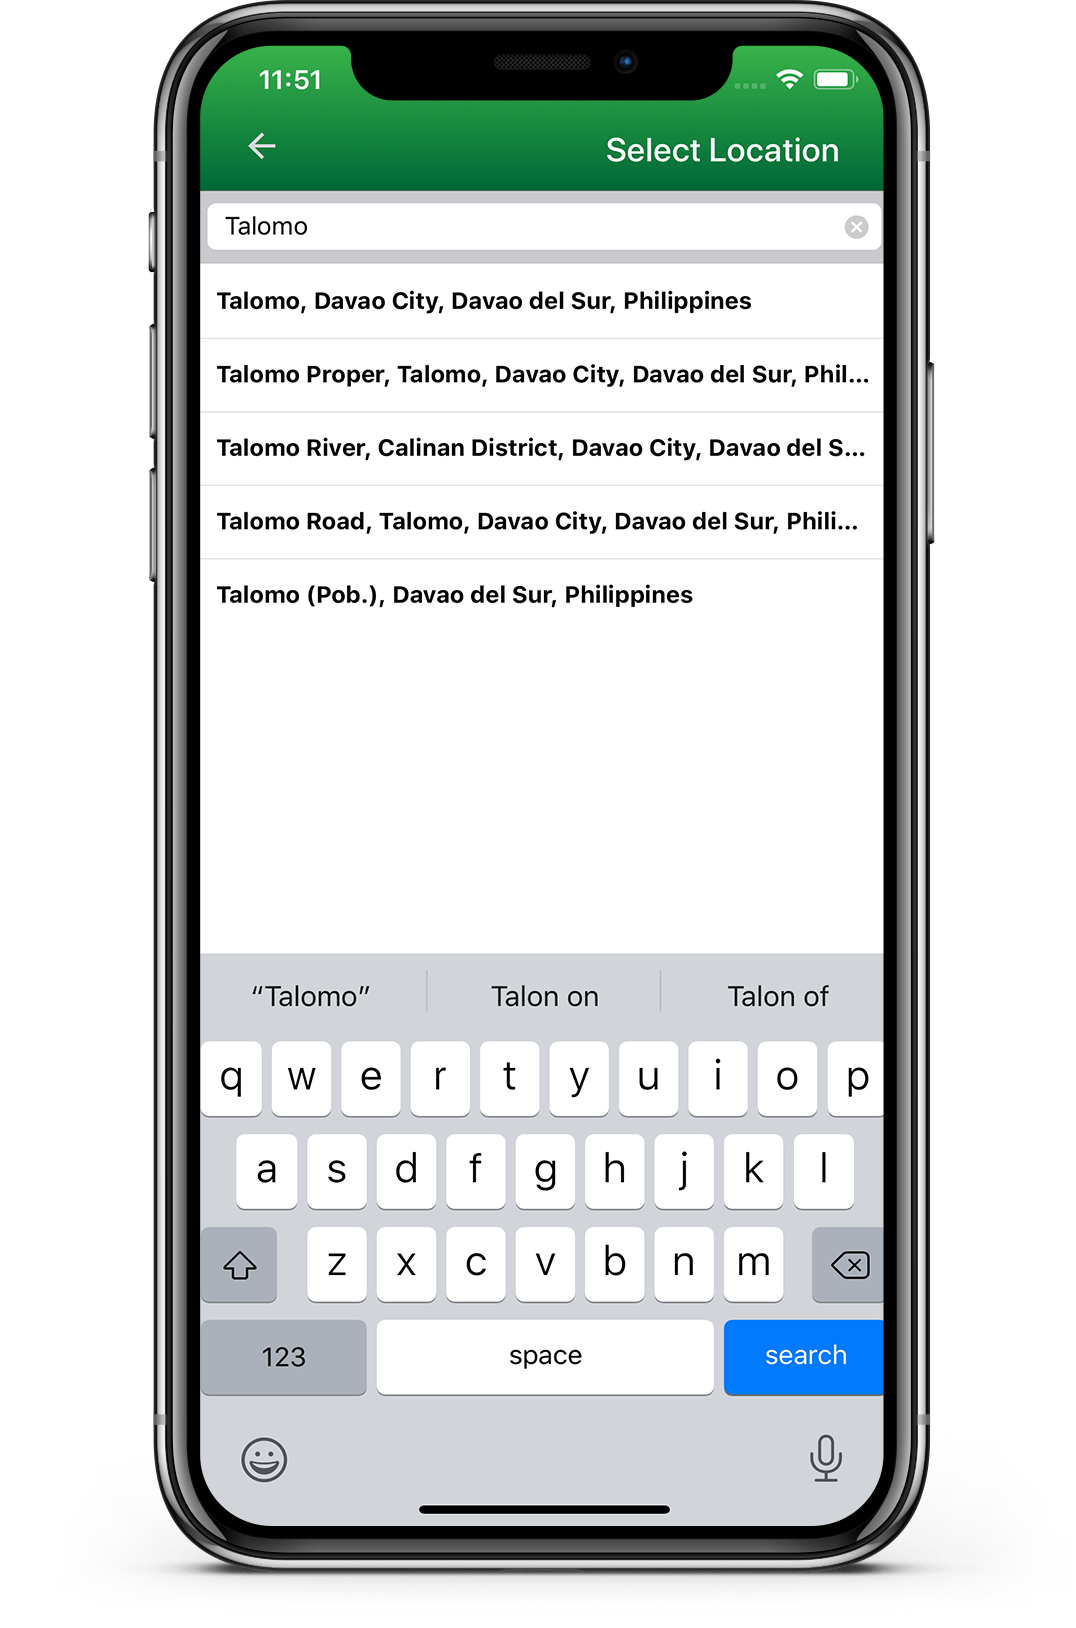 11:51
Select Location
Talomo
Talomo, Davao City, Davao del Sur, Philippines
Talomo Proper, Talomo, Davao City, Davao del Sur, Phil...
Talomo River, Calinan District, Davao City, Davao del S...
Talomo Road, Talomo, Davao City, Davao del Sur, Phili...
Talomo (Pob.), Davao del Sur, Philippines
“Talomo” Talon on Talon of
q w e r t y u i o p
a s d f g h j k l
z x c v b n m
123 space search